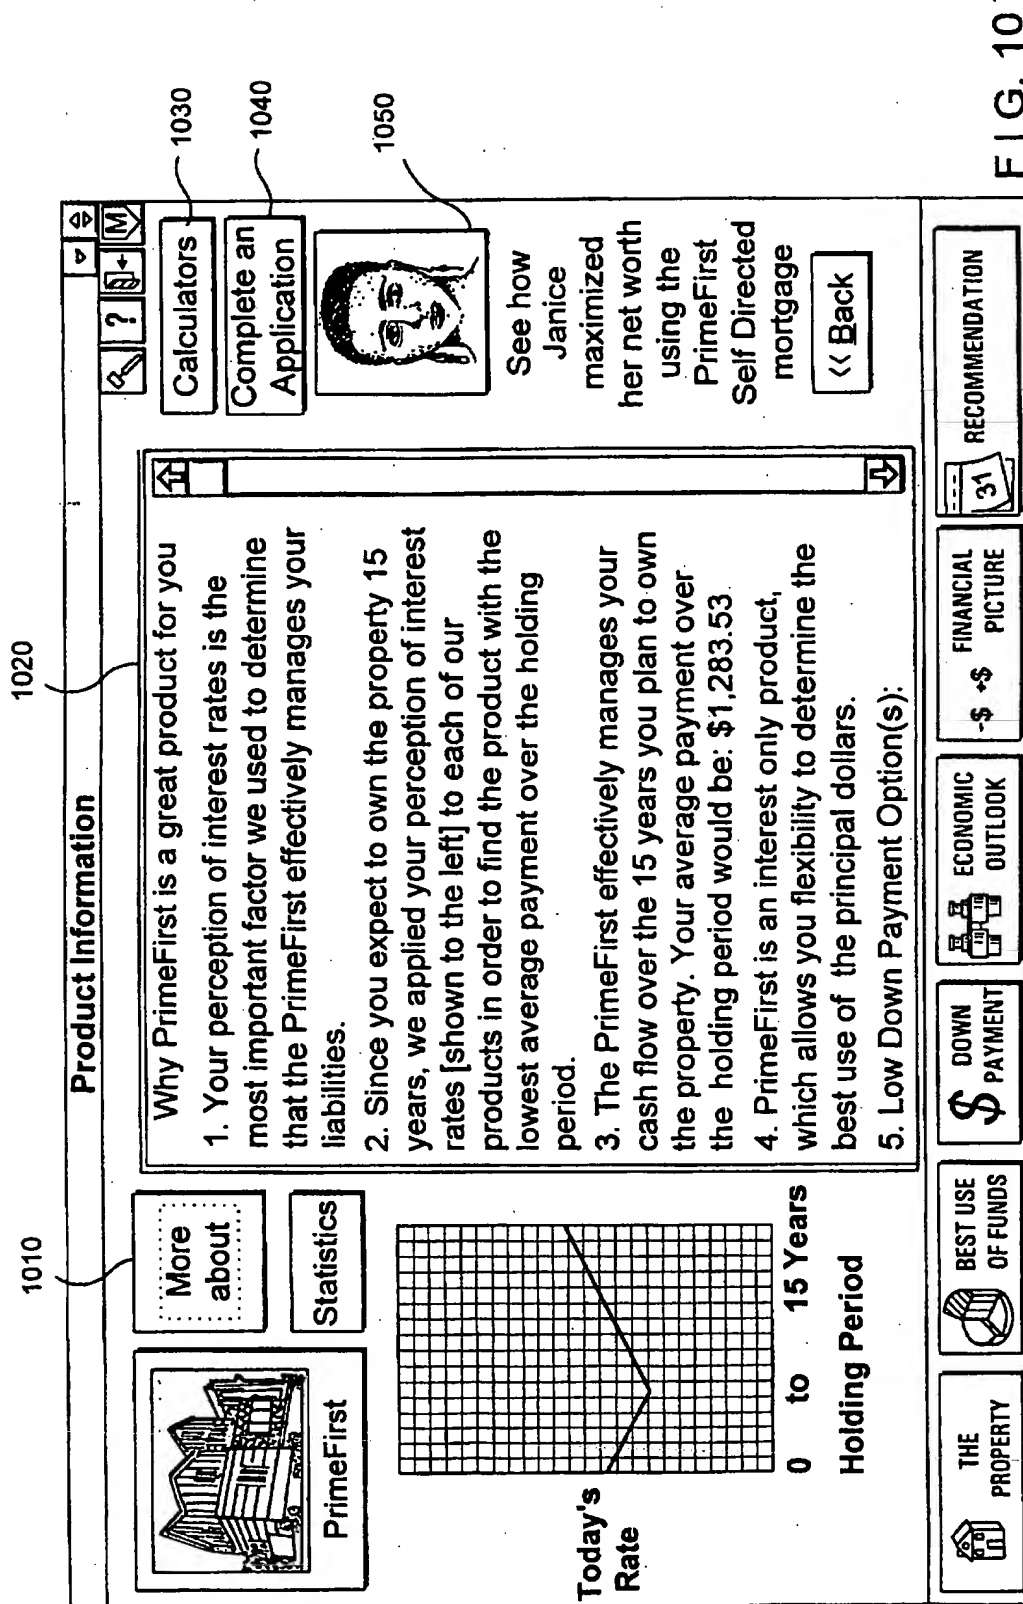 1010
1020
Product Information
PrimeFirst
More
about
Statistics
Today's
Rate
0 to 15 Years
Holding Period
Why PrimeFirst is a great product for you
1. Your perception of interest rates is the
most important factor we used to determine
that the PrimeFirst effectively manages your
liabilities.
2. Since you expect to own the property 15
years, we applied your perception of interest
rates [shown to the left] to each of our
products in order to find the product with the
lowest average payment over the holding
period.
3. The PrimeFirst effectively manages your
cash flow over the 15 years you plan to own
the property. Your average payment over
the holding period would be: $1,283.53
4. PrimeFirst is an interest only product,
which allows you flexibility to determine the
best use of the principal dollars.
5. Low Down Payment Option(s):
?
M
Calculators
1030
Complete an
Application
1040
1050
See how
Janice
maximized
her net worth
using the
PrimeFirst
Self Directed
mortgage
<< Back
THE
PROPERTY
BEST USE
OF FUNDS
$ DOWN
PAYMENT
ECONOMIC
OUTLOOK
-$ +$ FINANCIAL
PICTURE
31 RECOMMENDATION
FIG. 10